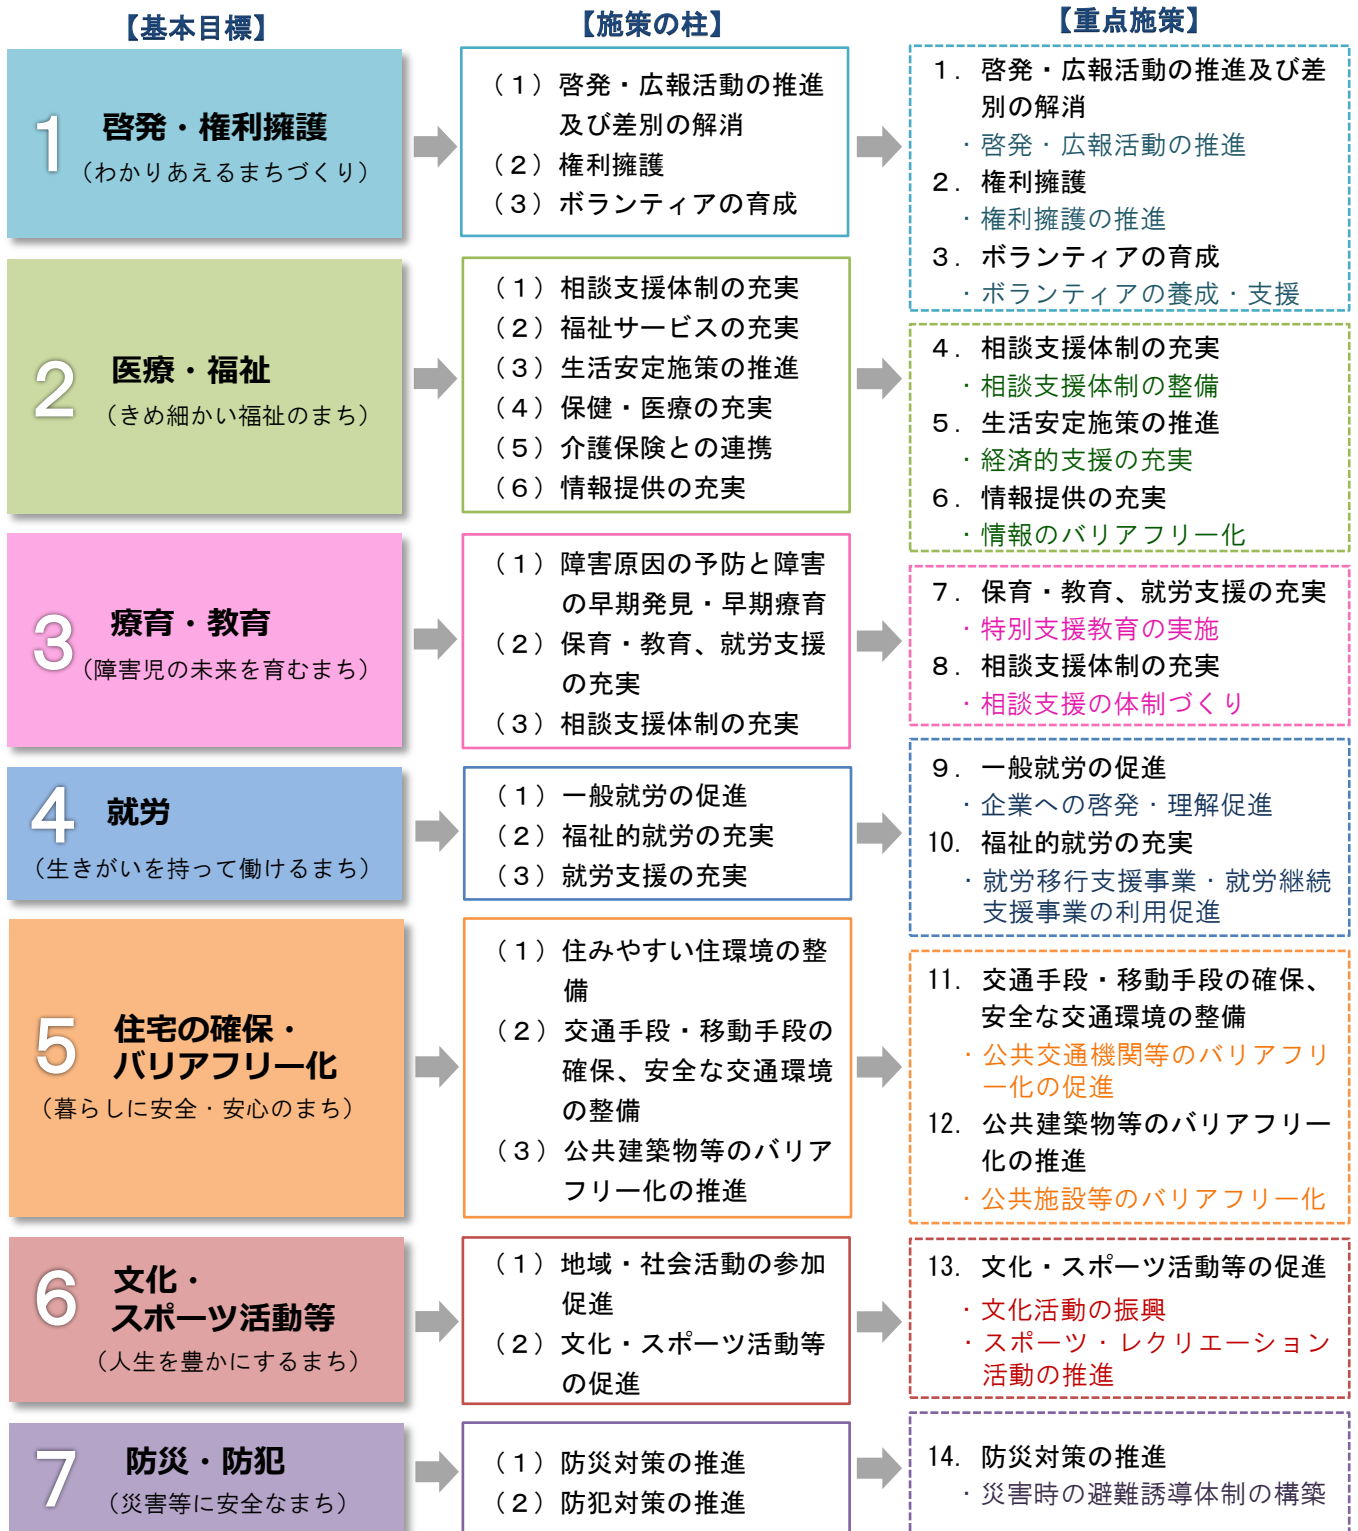 【基本目標】
【施策の柱】
【重点施策】
1
啓発・権利擁護
（わかりあえるまちづくり）
（１）啓発・広報活動の推進
及び差別の解消
（２）権利擁護
（３）ボランティアの育成
１．啓発・広報活動の推進及び差
別の解消
・啓発・広報活動の推進
２．権利擁護
・権利擁護の推進
３．ボランティアの育成
・ボランティアの養成・支援
2
医療・福祉
（きめ細かい福祉のまち）
（１）相談支援体制の充実
（２）福祉サービスの充実
（３）生活安定施策の推進
（４）保健・医療の充実
（５）介護保険との連携
（６）情報提供の充実
４．相談支援体制の充実
・相談支援体制の整備
５．生活安定施策の推進
・経済的支援の充実
６．情報提供の充実
・情報のバリアフリー化
3
療育・教育
（障害児の未来を育むまち）
（１）障害原因の予防と障害
の早期発見・早期療育
（２）保育・教育、就労支援
の充実
（３）相談支援体制の充実
７．保育・教育、就労支援の充実
・特別支援教育の実施
８．相談支援体制の充実
・相談支援の体制づくり
4
就労
（生きがいを持って働けるまち）
（１）一般就労の促進
（２）福祉的就労の充実
（３）就労支援の充実
９．一般就労の促進
・企業への啓発・理解促進
10．福祉的就労の充実
・就労移行支援事業・就労継続
支援事業の利用促進
5
住宅の確保・
バリアフリー化
（暮らしに安全・安心のまち）
（１）住みやすい住環境の整
備
（２）交通手段・移動手段の
確保、安全な交通環境
の整備
（３）公共建築物等のバリア
フリー化の推進
11．交通手段・移動手段の確保、
安全な交通環境の整備
・公共交通機関等のバリアフリ
ー化の促進
12．公共建築物等のバリアフリー
化の推進
・公共施設等のバリアフリー化
6
文化・
スポーツ活動等
（人生を豊かにするまち）
（１）地域・社会活動の参加
促進
（２）文化・スポーツ活動等
の促進
13．文化・スポーツ活動等の促進
・文化活動の振興
・スポーツ・レクリエーション
活動の推進
7
防災・防犯
（災害等に安全なまち）
（１）防災対策の推進
（２）防犯対策の推進
14．防災対策の推進
・災害時の避難誘導体制の構築